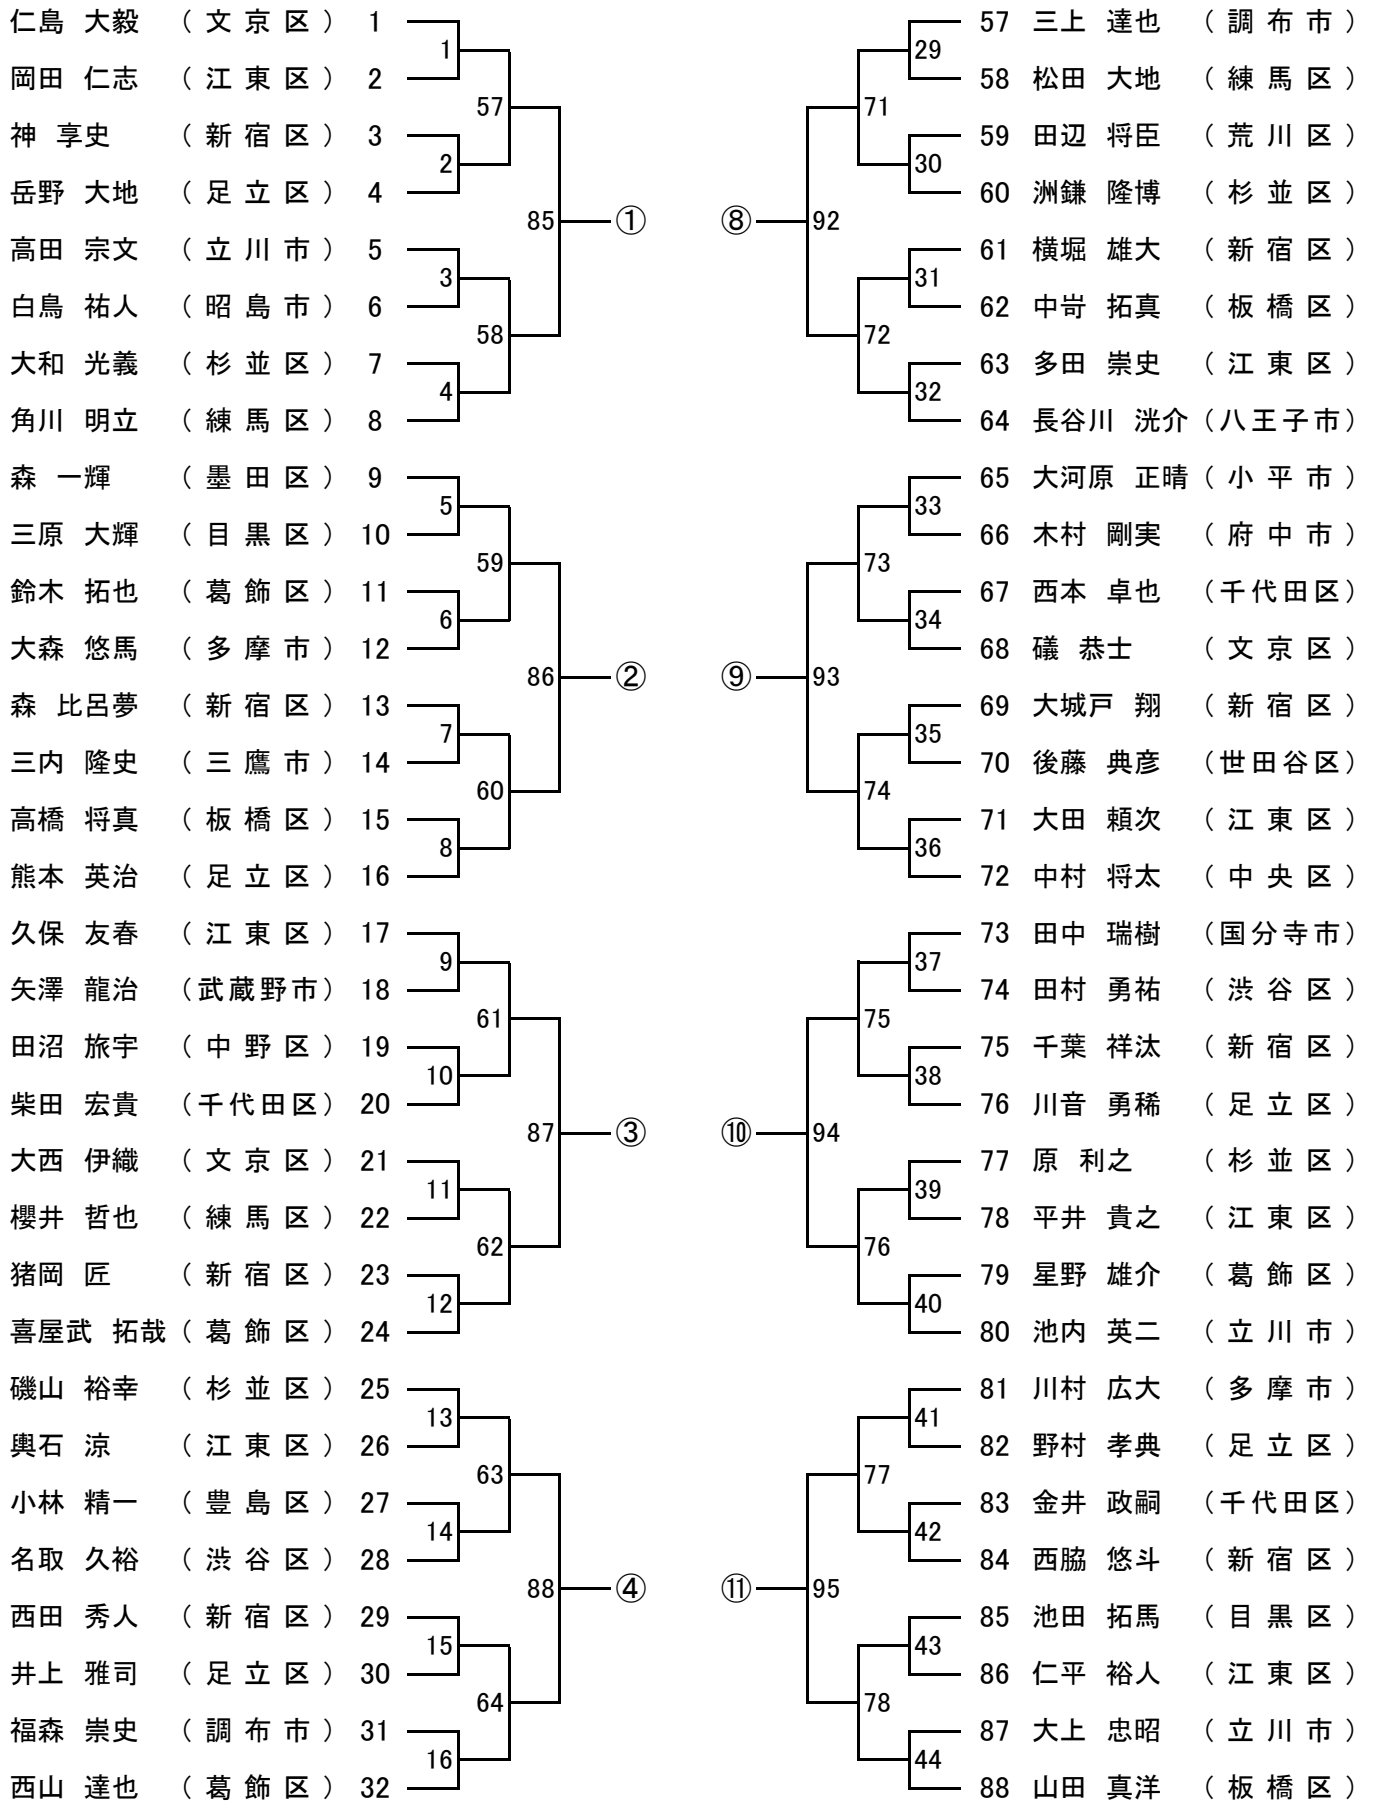 仁島 大毅 （文京区） 1
岡田 仁志 （江東区） 2
神 享史 （新宿区） 3
岳野 大地 （足立区） 4
高田 宗文 （立川市） 5
白鳥 祐人 （昭島市） 6
大和 光義 （杉並区） 7
角川 明立 （練馬区） 8
森 一輝 （墨田区） 9
三原 大輝 （目黒区） 10
鈴木 拓也 （葛飾区） 11
大森 悠馬 （多摩市） 12
森 比呂夢 （新宿区） 13
三内 隆史 （三鷹市） 14
高橋 将真 （板橋区） 15
熊本 英治 （足立区） 16
久保 友春 （江東区） 17
矢澤 龍治 （武蔵野市） 18
田沼 旅宇 （中野区） 19
柴田 宏貴 （千代田区） 20
大西 伊織 （文京区） 21
櫻井 哲也 （練馬区） 22
猪岡 匠 （新宿区） 23
喜屋武 拓哉 （葛飾区） 24
磯山 裕幸 （杉並区） 25
輿石 涼 （江東区） 26
小林 精一 （豊島区） 27
名取 久裕 （渋谷区） 28
西田 秀人 （新宿区） 29
井上 雅司 （足立区） 30
福森 崇史 （調布市） 31
西山 達也 （葛飾区） 32
1
2
3
4
5
6
7
8
9
10
11
12
13
14
15
16
57
58
59
60
61
62
63
64
85
86
87
88
①
②
③
④
⑧
⑨
⑩
⑪
92
93
94
95
71
72
73
74
75
76
77
78
29
30
31
32
33
34
35
36
37
38
39
40
41
42
43
44
57 三上 達也 （調布市）
58 松田 大地 （練馬区）
59 田辺 将臣 （荒川区）
60 洲鎌 隆博 （杉並区）
61 横堀 雄大 （新宿区）
62 中岢 拓真 （板橋区）
63 多田 崇史 （江東区）
64 長谷川 洸介 （八王子市）
65 大河原 正晴 （小平市）
66 木村 剛実 （府中市）
67 西本 卓也 （千代田区）
68 礒 恭士 （文京区）
69 大城戸 翔 （新宿区）
70 後藤 典彦 （世田谷区）
71 大田 頼次 （江東区）
72 中村 将太 （中央区）
73 田中 瑞樹 （国分寺市）
74 田村 勇祐 （渋谷区）
75 千葉 祥汰 （新宿区）
76 川音 勇稀 （足立区）
77 原 利之 （杉並区）
78 平井 貴之 （江東区）
79 星野 雄介 （葛飾区）
80 池内 英二 （立川市）
81 川村 広大 （多摩市）
82 野村 孝典 （足立区）
83 金井 政嗣 （千代田区）
84 西脇 悠斗 （新宿区）
85 池田 拓馬 （目黒区）
86 仁平 裕人 （江東区）
87 大上 忠昭 （立川市）
88 山田 真洋 （板橋区）